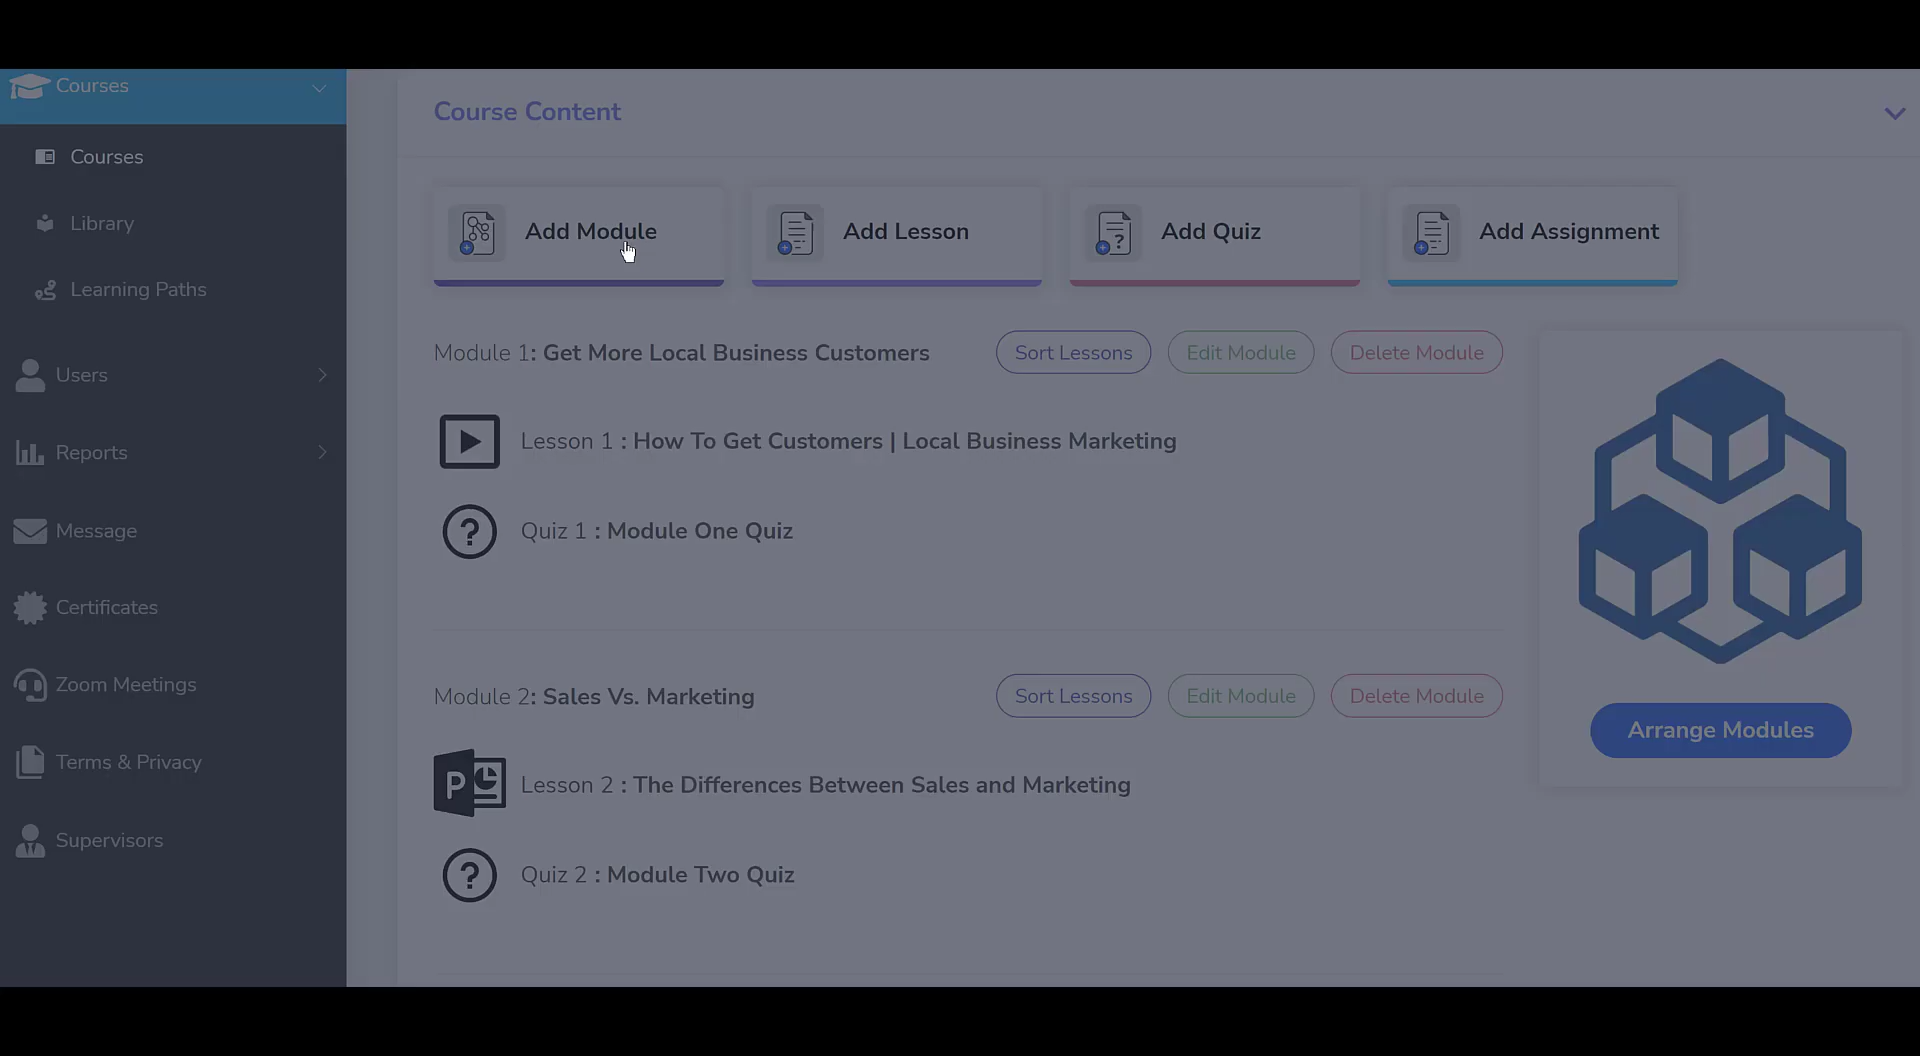 Courses
Courses
Library
Learning Paths
Users
Reports
Message
Certificates
Zoom Meetings
Terms & Privacy
Supervisors
Course Content
Add Module
Add Lesson
Add Quiz
Add Assignment
Module 1: Get More Local Business Customers
Sort Lessons
Edit Module
Delete Module
Lesson 1 : How To Get Customers | Local Business Marketing
Quiz 1 : Module One Quiz
Module 2: Sales Vs. Marketing
Sort Lessons
Edit Module
Delete Module
P
Lesson 2 : The Differences Between Sales and Marketing
Quiz 2 : Module Two Quiz
Arrange Modules